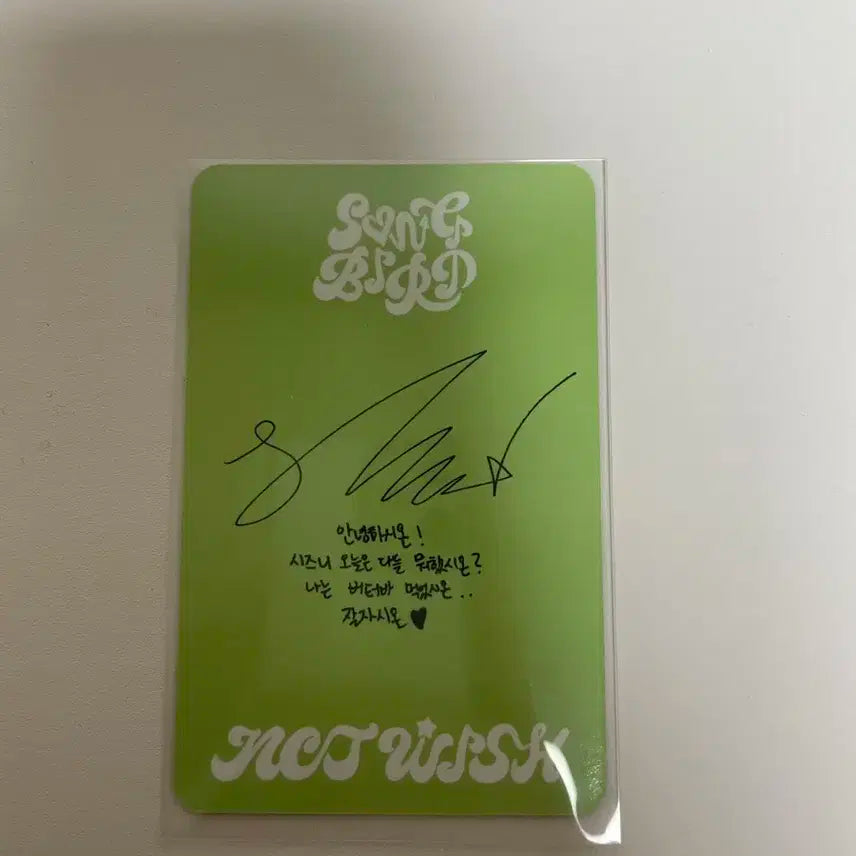 SONG
BIRD
안녕하시온!
시즈니 오늘은 다들 뭐했시온?
나는 버터바 먹었시온..
잘자시온♥
NCT WISH